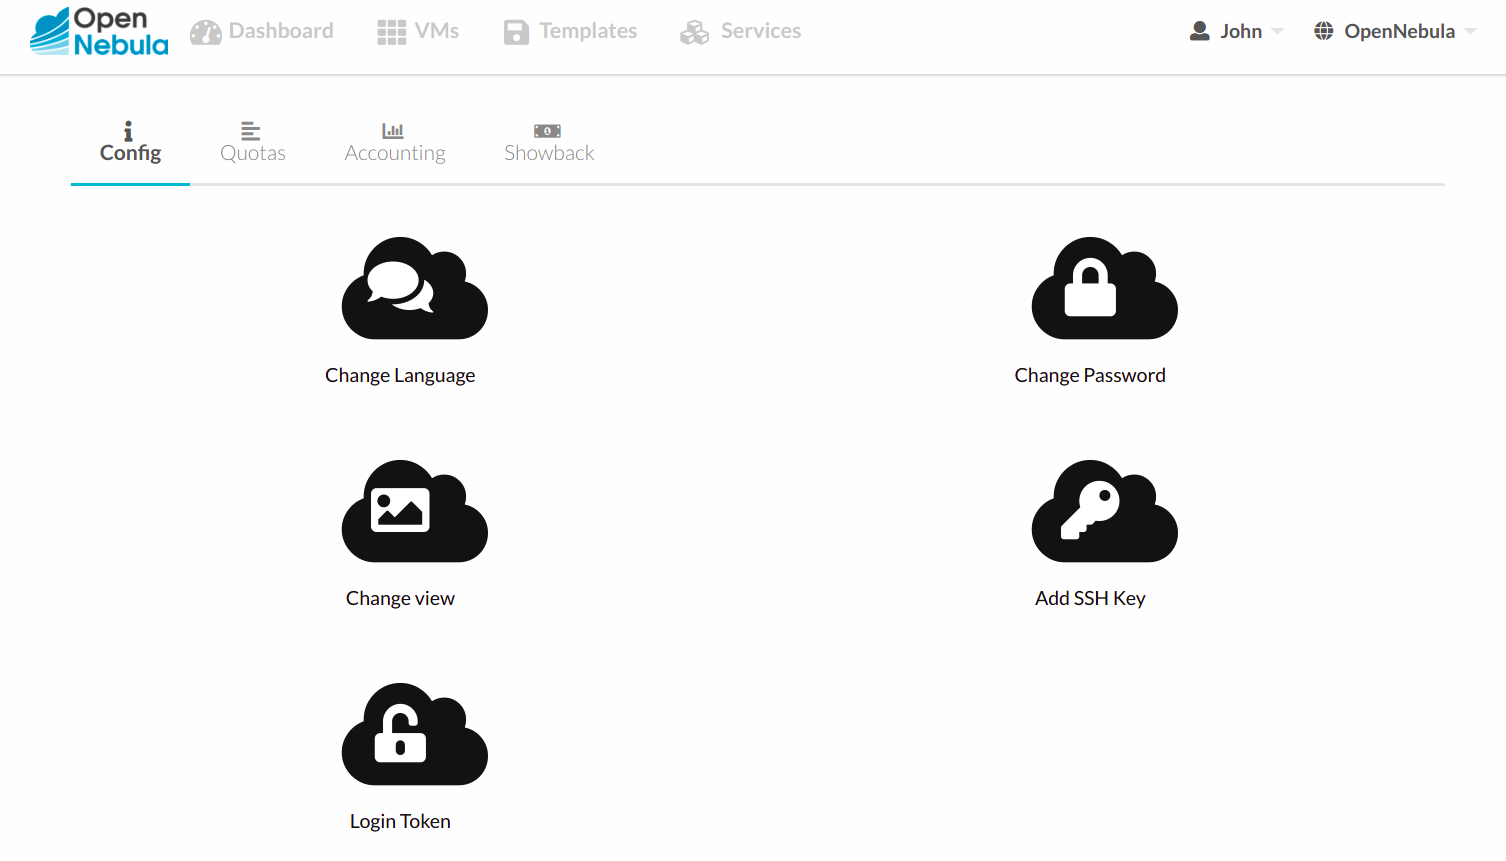 Open
Nebula
Dashboard
VMs
Templates
Services
John
OpenNebula
Config
Quotas
Accounting
Showback
Change Language
Change Password
Change view
Add SSH Key
Login Token